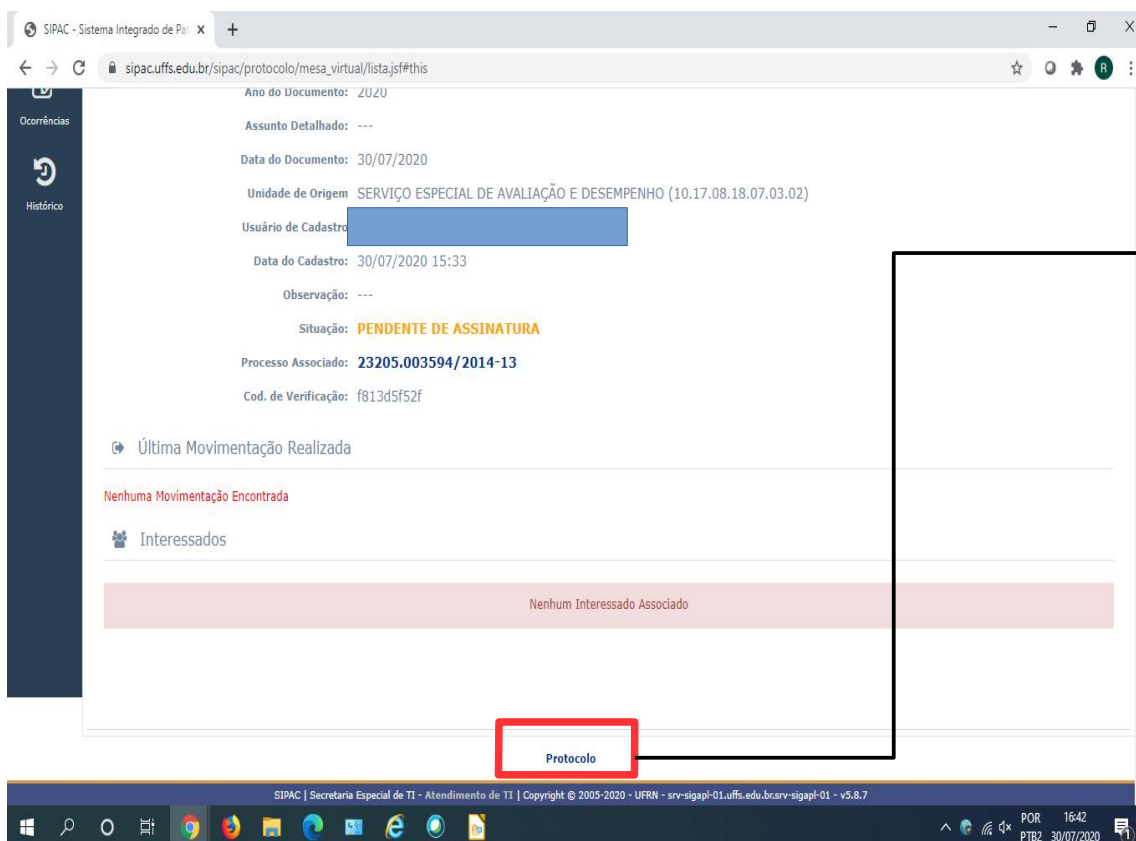 SIPAC - Sistema Integrado de Pat
sipac.uffs.edu.br/sipac/protocolo/mesa_virtual/lista.jsf#this
R
Ocorrências
Histórico
Ano do Documento: 2020
Assunto Detalhado: ---
Data do Documento: 30/07/2020
Unidade de Origem SERVIÇO ESPECIAL DE AVALIAÇÃO E DESEMPENHO (10.17.08.18.07.03.02)
Usuário de Cadastro
Data do Cadastro: 30/07/2020 15:33
Observação: ---
Situação: PENDENTE DE ASSINATURA
Processo Associado: 23205.003594/2014-13
Cod. de Verificação: f813d5f52f
Última Movimentação Realizada
Nenhuma Movimentação Encontrada
Interessados
Nenhum Interessado Associado
Protocolo
SIPAC | Secretaria Especial de TI - Atendimento de TI | Copyright © 2005-2020 - UFRN - srv-sigapl-01.uffs.edu.br.srv-sigapl-01 - v5.8.7
POR 16:42
PTB2 30/07/2020
1